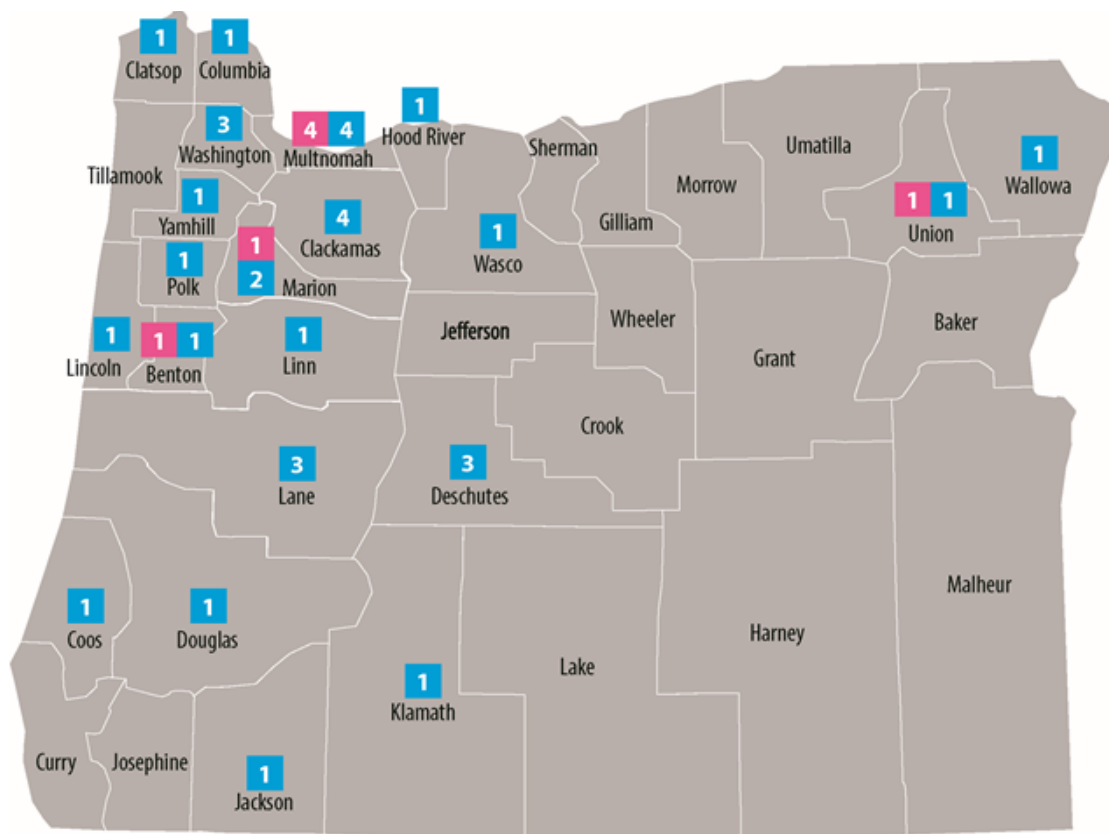 1
Clatsop
1
Columbia
3
Washington
4 4
Multnomah
1
Hood River
Sherman
Umatilla
1
Wallowa
Tillamook
1
Yamhill
4
Clackamas
1
Wasco
Gilliam
Morrow
1 1
Union
1
Polk
1
2
Marion
Jefferson
Wheeler
Grant
Baker
1
Lincoln
1 1
Benton
1
Linn
Crook
3
Lane
3
Deschutes
1
Coos
1
Douglas
1
Klamath
Lake
Harney
Malheur
Curry
Josephine
1
Jackson